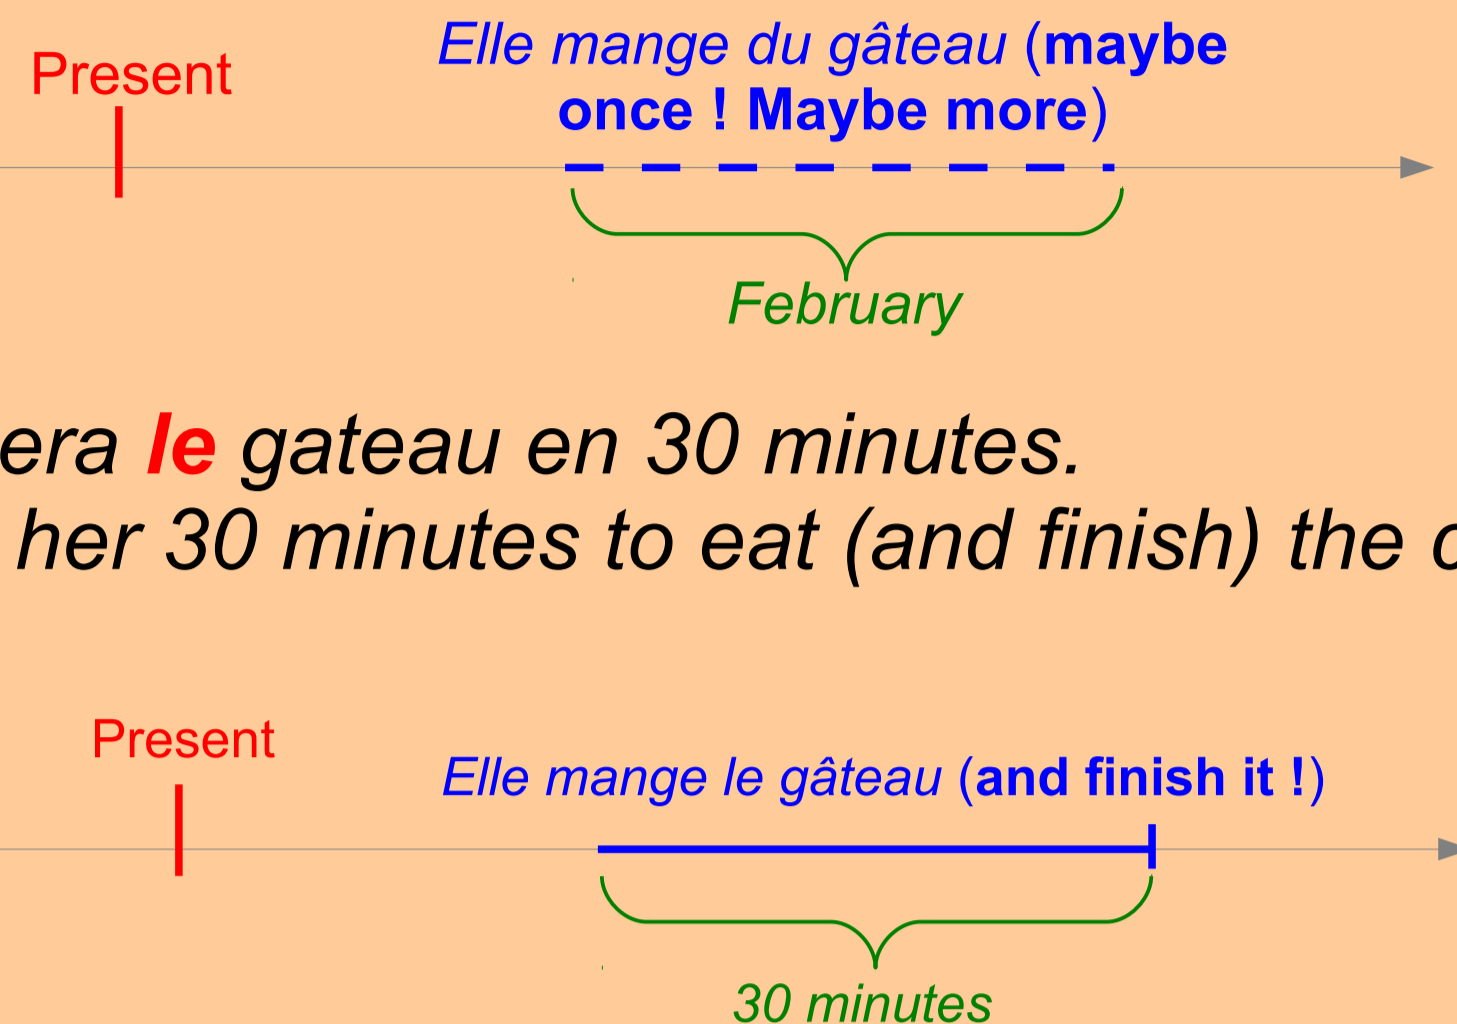 Present
Elle mange du gâteau (maybe
once ! Maybe more)
February
era le gateau en 30 minutes.
her 30 minutes to eat (and finish) the
Present
Elle mange le gâteau (and finish it !)
30 minutes